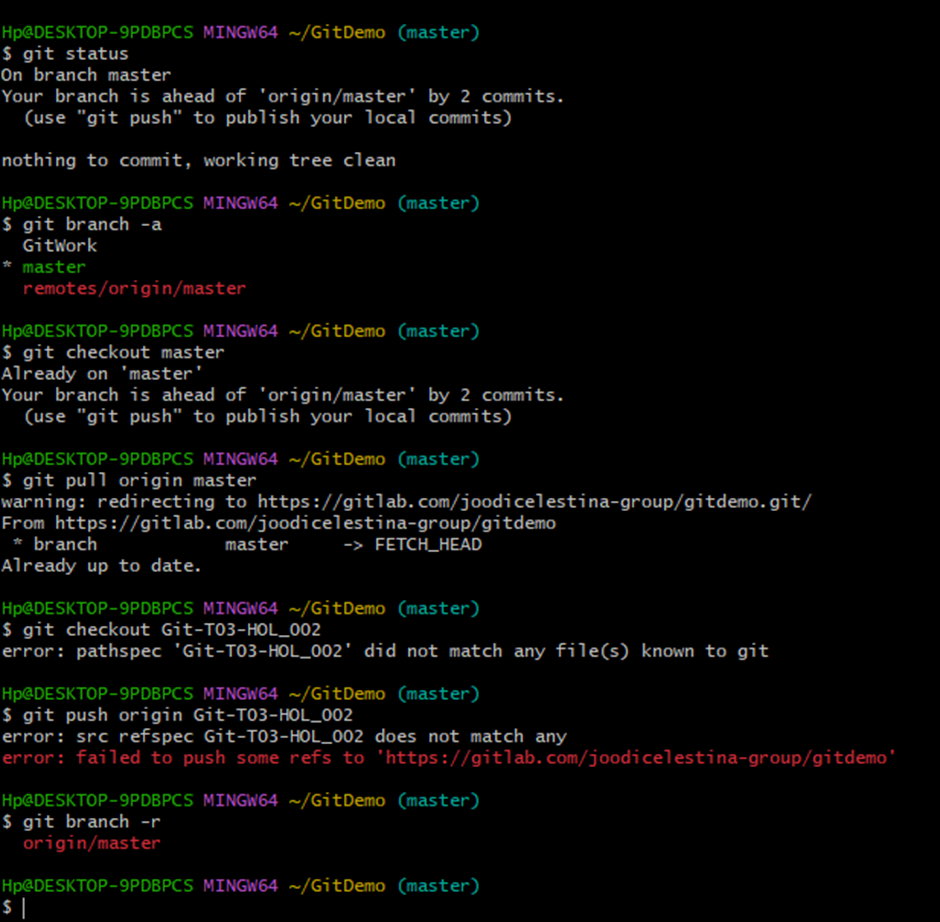 Hp@DESKTOP-9PDBPCS MINGW64 ~/GitDemo (master)
$ git status
On branch master
Your branch is ahead of 'origin/master' by 2 commits.
  (use "git push" to publish your local commits)

nothing to commit, working tree clean

Hp@DESKTOP-9PDBPCS MINGW64 ~/GitDemo (master)
$ git branch -a
  GitWork
* master
  remotes/origin/master

Hp@DESKTOP-9PDBPCS MINGW64 ~/GitDemo (master)
$ git checkout master
Already on 'master'
Your branch is ahead of 'origin/master' by 2 commits.
  (use "git push" to publish your local commits)

Hp@DESKTOP-9PDBPCS MINGW64 ~/GitDemo (master)
$ git pull origin master
warning: redirecting to https://gitlab.com/joodicelestina-group/gitdemo.git/
From https://gitlab.com/joodicelestina-group/gitdemo
 * branch            master     -> FETCH_HEAD
Already up to date.

Hp@DESKTOP-9PDBPCS MINGW64 ~/GitDemo (master)
$ git checkout Git-T03-HOL_002
error: pathspec 'Git-T03-HOL_002' did not match any file(s) known to git

Hp@DESKTOP-9PDBPCS MINGW64 ~/GitDemo (master)
$ git push origin Git-T03-HOL_002
error: src refspec Git-T03-HOL_002 does not match any
error: failed to push some refs to 'https://gitlab.com/joodicelestina-group/gitdemo'

Hp@DESKTOP-9PDBPCS MINGW64 ~/GitDemo (master)
$ git branch -r
  origin/master

Hp@DESKTOP-9PDBPCS MINGW64 ~/GitDemo (master)
$